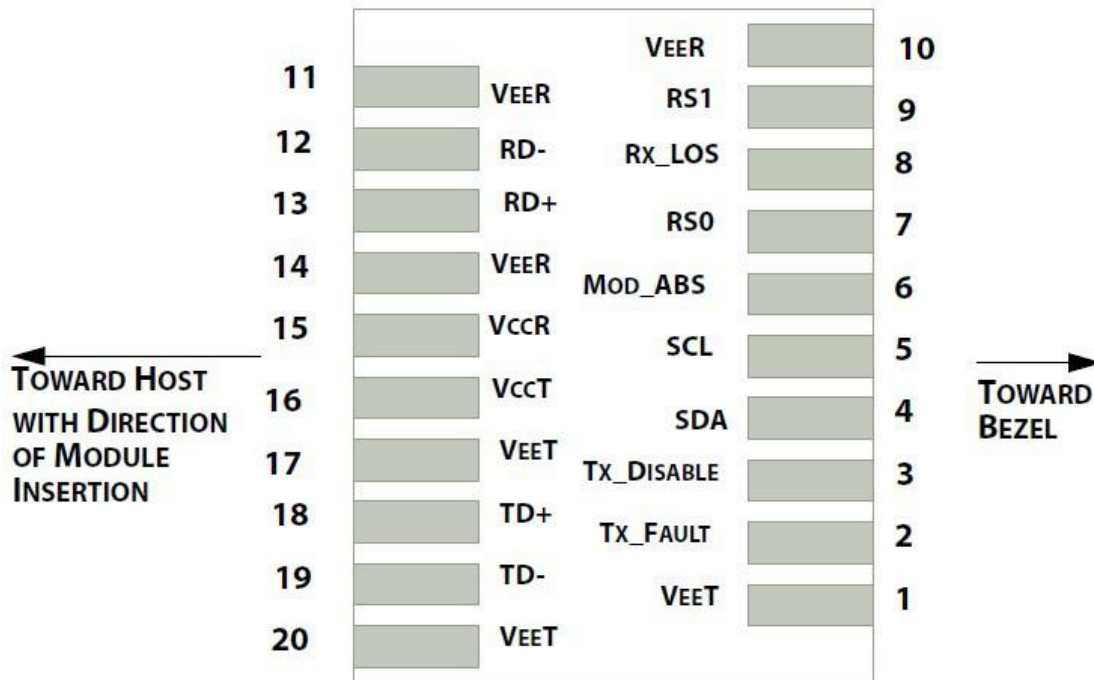 11 VEER
12 RD-
13 RD+
14 VEER
15 VCCR
16 VCCT
17 VEET
18 TD+
19 TD-
20 VEET
VEER 10
RS1 9
RX_LOS 8
RS0 7
MOD_ABS 6
SCL 5
SDA 4
TX_DISABLE 3
TX_FAULT 2
VEET 1
TOWARD HOST
WITH DIRECTION
OF MODULE
INSERTION
TOWARD
BEZEL